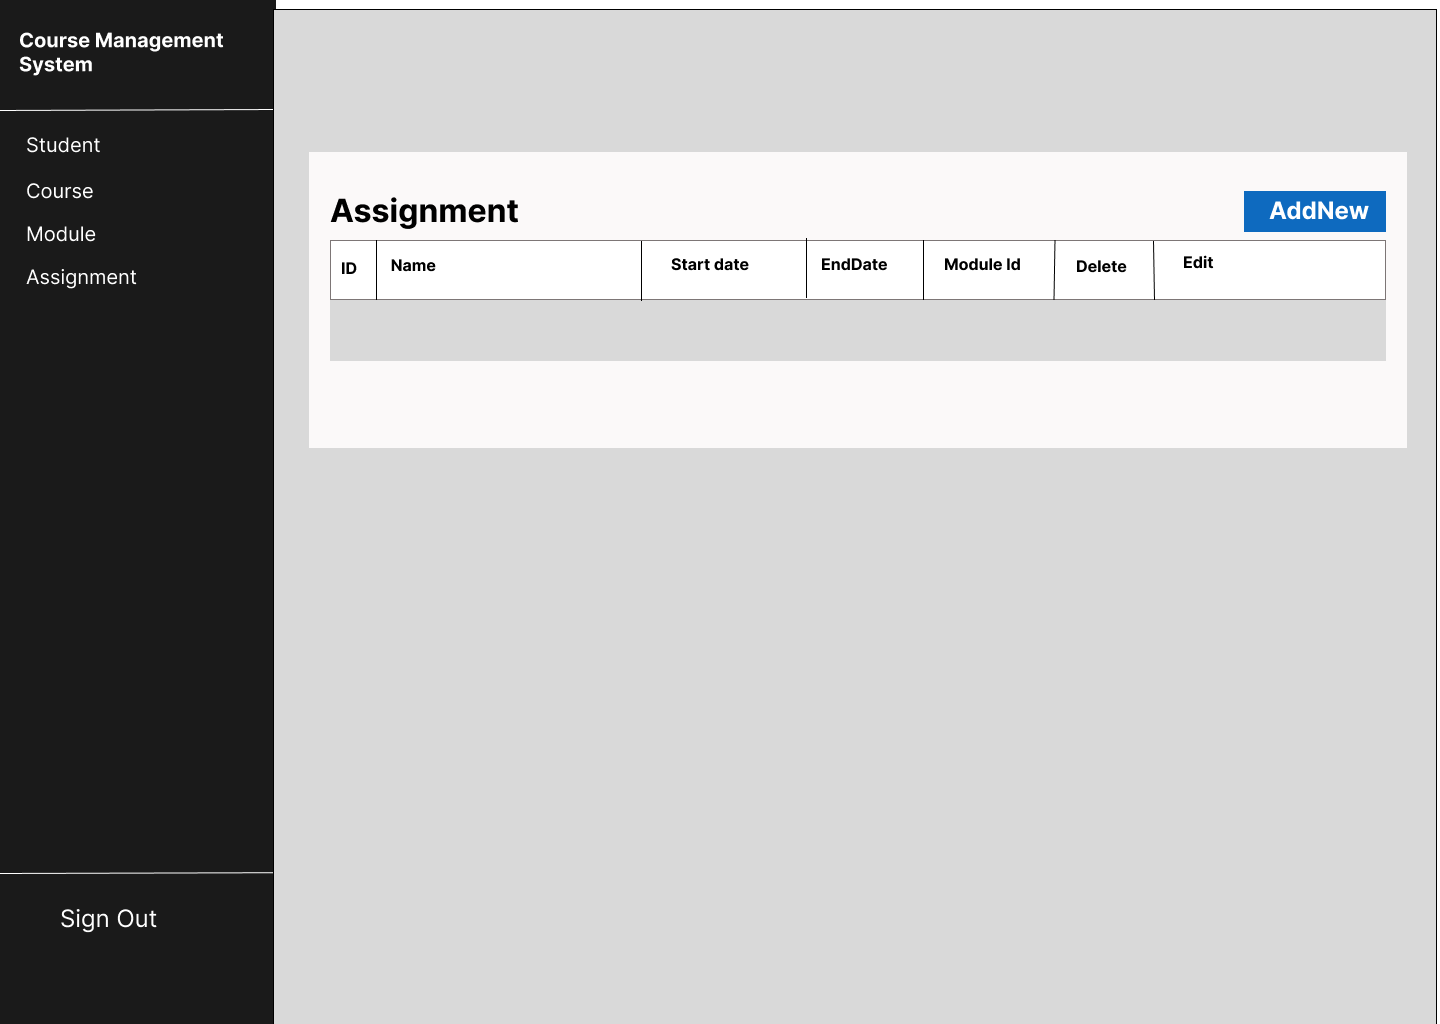 Course Management
System
Student
Course
Module
Assignment
Sign Out
Assignment
AddNew
ID Name Start date EndDate Module Id Delete Edit